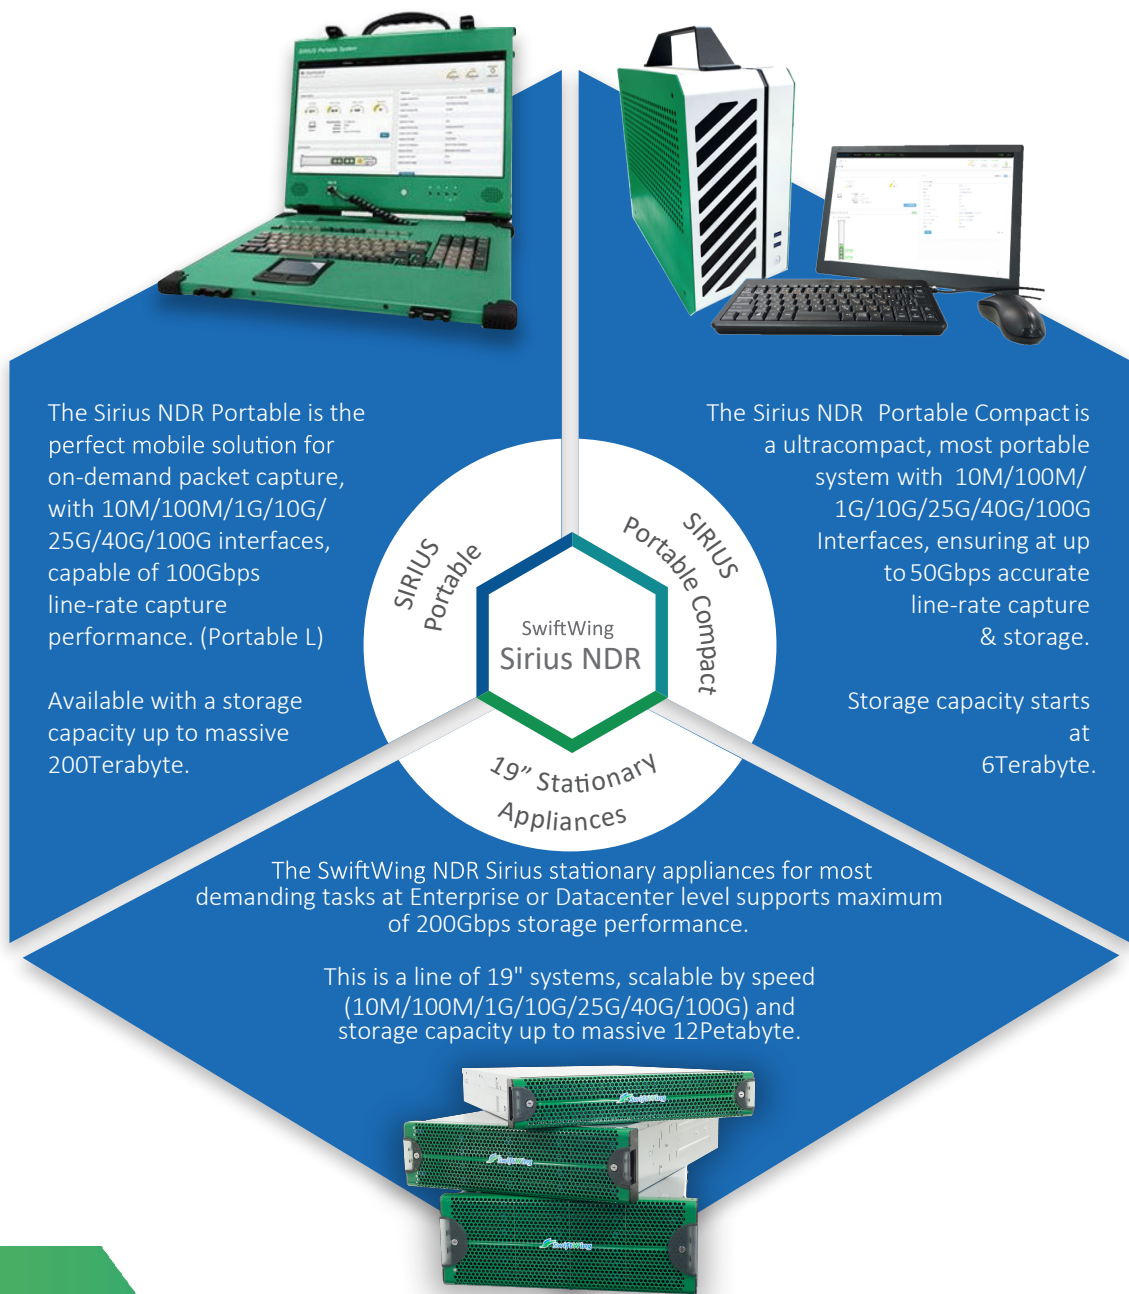 SIRIUS Portable System
The Sirius NDR Portable is the
perfect mobile solution for
on-demand packet capture,
with 10M/100M/1G/10G/
25G/40G/100G interfaces,
capable of 100Gbps
line-rate capture
performance. (Portable L)
Available with a storage
capacity up to massive
200Terabyte.
The Sirius NDR Portable Compact is
a ultracompact, most portable
system with 10M/100M/
1G/10G/25G/40G/100G
Interfaces, ensuring at up
to 50Gbps accurate
line-rate capture
& storage.
Storage capacity starts
at
6Terabyte.
SIRIUS
Portable
SIRIUS
Portable Compact
SwiftWing
Sirius NDR
19” Stationary
Appliances
The SwiftWing NDR Sirius stationary appliances for most
demanding tasks at Enterprise or Datacenter level supports maximum
of 200Gbps storage performance.
This is a line of 19" systems, scalable by speed
(10M/100M/1G/10G/25G/40G/100G) and
storage capacity up to massive 12Petabyte.
SwiftWing
SwiftWing
SwiftWing